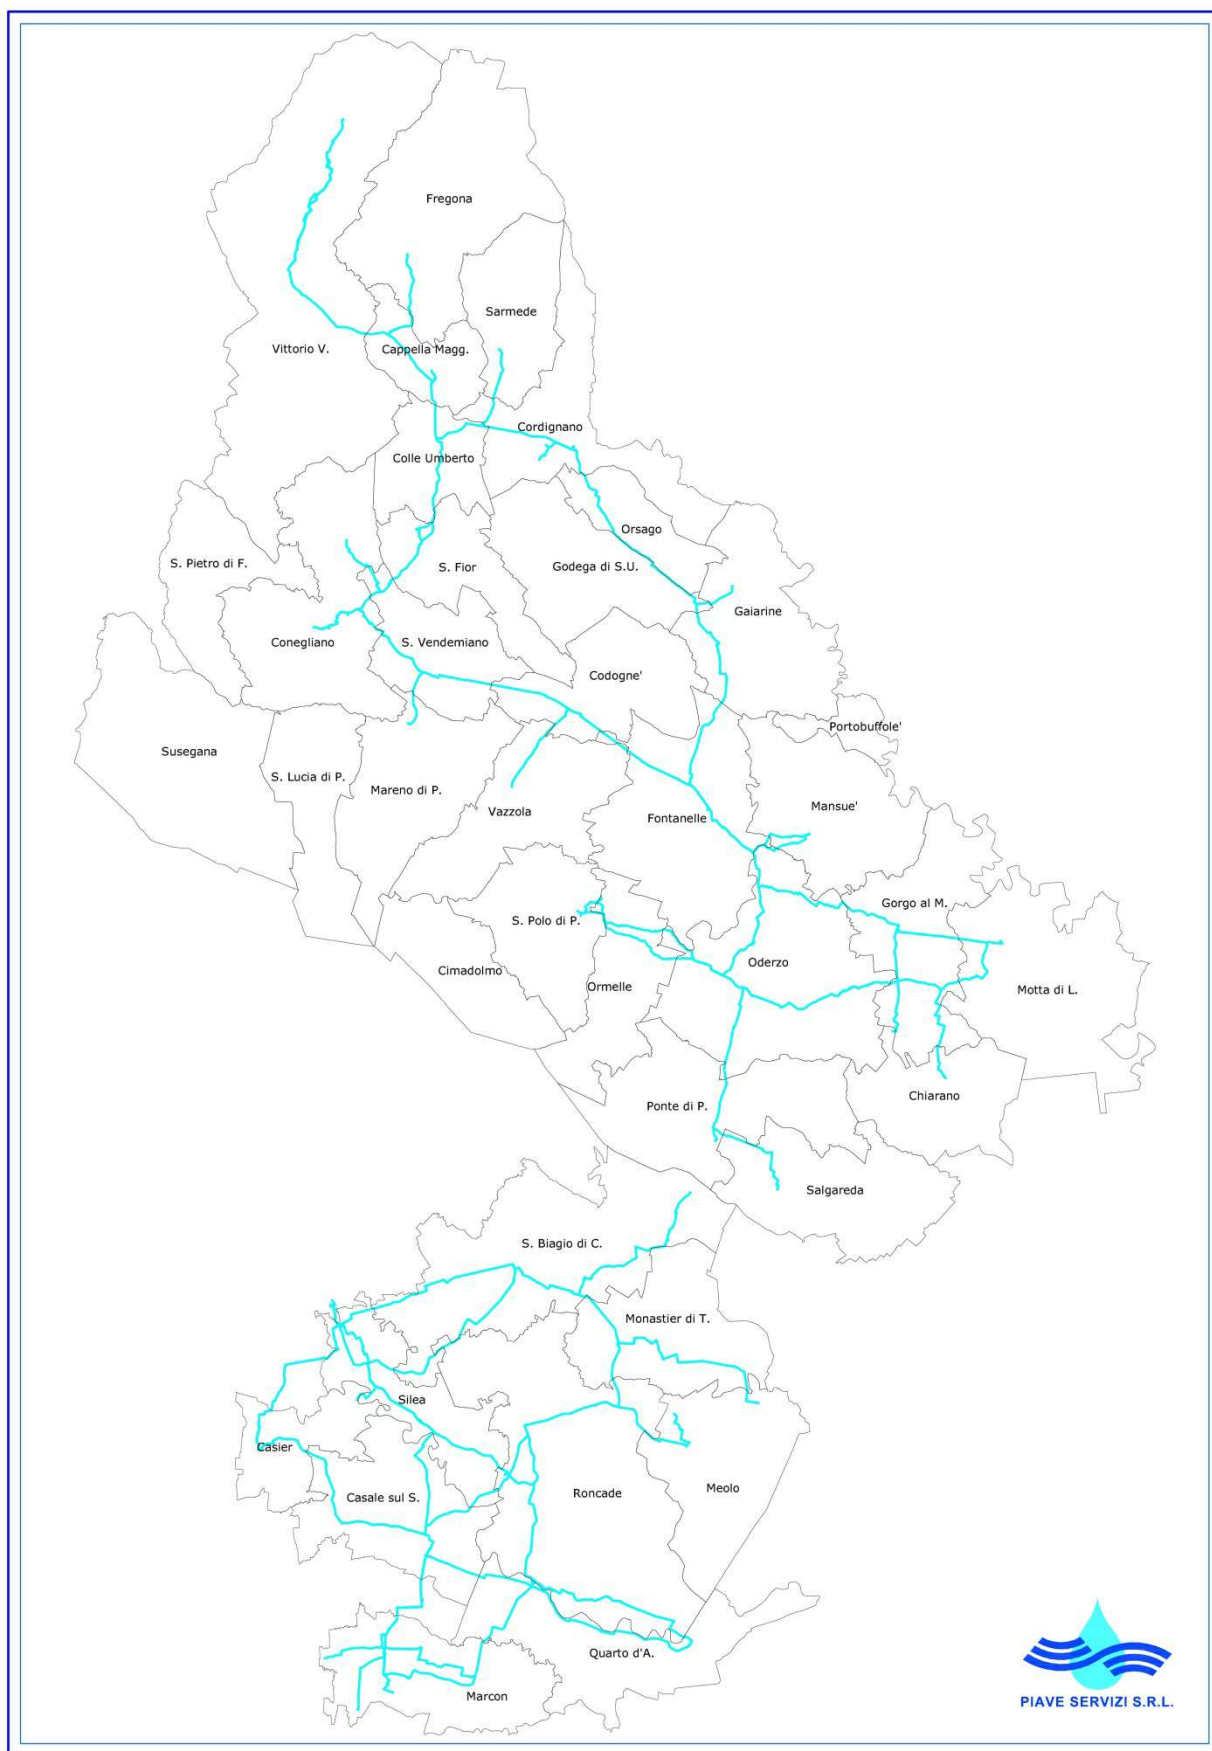 Fregona
Sarmede
Vittorio V.
Cappella Magg.
Cordignano
Colle Umberto
Orsago
S. Pietro di F.
S. Fior
Godega di S.U.
Gaiarine
Conegliano
S. Vendemiano
Codogne'
Portobuffole'
Susegana
S. Lucia di P.
Mareno di P.
Vazzola
Fontanelle
Mansue'
Gorgo al M.
S. Polo di P.
Cimadolmo
Ormelle
Oderzo
Motta di L.
Chiarano
Ponte di P.
Salgareda
S. Biagio di C.
Monastier di T.
Silea
Casier
Casale sul S.
Roncade
Meolo
Quarto d'A.
Marcon
PIAVE SERVIZI S.R.L.